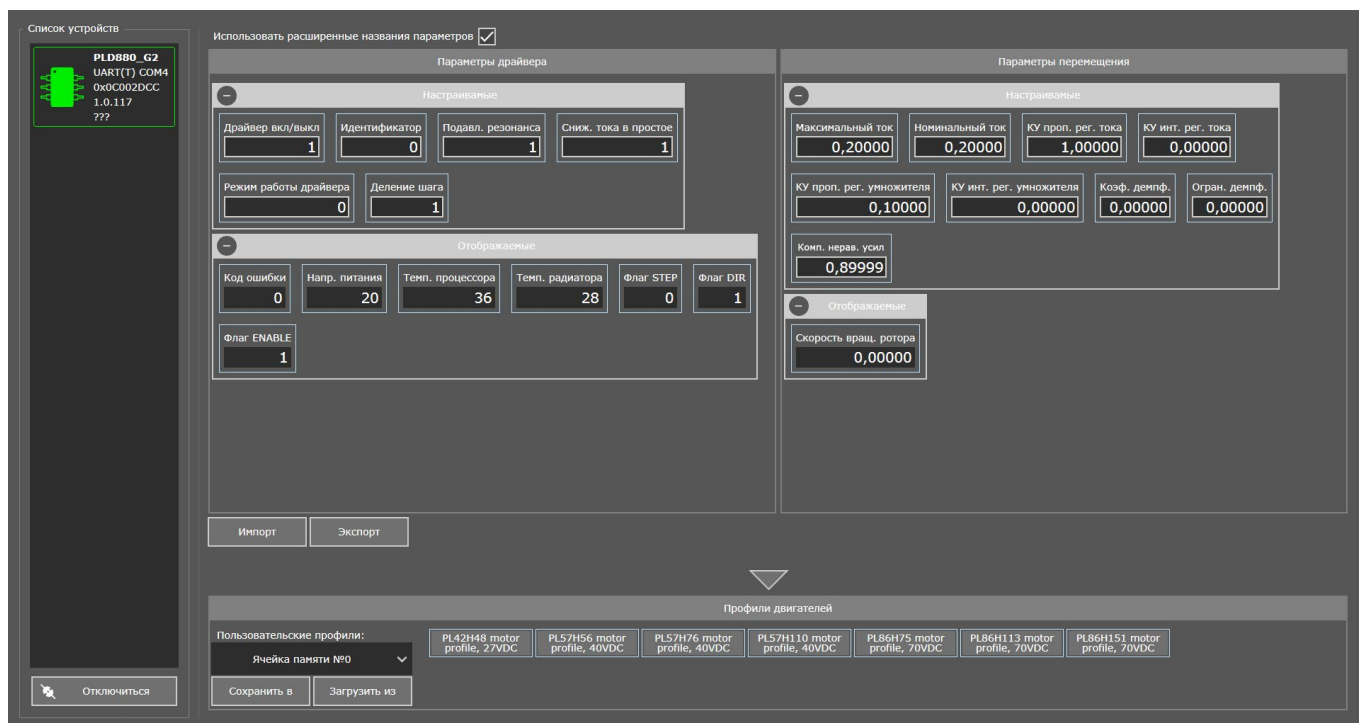 Список устройств
PLD880_G2
UART(T) COM4
0x0C002DCC
1.0.117
???
Отключиться
Использовать расширенные названия параметров
Параметры драйвера
Настраиваемые
Драйвер вкл/выкл Идентификатор Подавл. резонанса Сниж. тока в простое
1 0 1 1
Режим работы драйвера Деление шага
0 1
Отображаемые
Код ошибки Напр. питания Темп. процессора Темп. радиатора Флаг STEP Флаг DIR
0 20 36 28 0 1
Флаг ENABLE
1
Параметры перемещения
Настраиваемые
Максимальный ток Номинальный ток КУ проп. рег. тока КУ инт. рег. тока
0,20000 0,20000 1,00000 0,00000
КУ проп. рег. умножителя КУ инт. рег. умножителя Коэф. демпф. Огран. демпф.
0,10000 0,00000 0,00000 0,00000
Комп. нерав. усил
0,89999
Отображаемые
Скорость вращ. ротора
0,00000
Импорт Экспорт
Профили двигателей
Пользовательские профили:
Ячейка памяти №0
Сохранить в Загрузить из
PL42H48 motor
profile, 27VDC
PL57H56 motor
profile, 40VDC
PL57H76 motor
profile, 40VDC
PL57H110 motor
profile, 40VDC
PL86H75 motor
profile, 70VDC
PL86H113 motor
profile, 70VDC
PL86H151 motor
profile, 70VDC